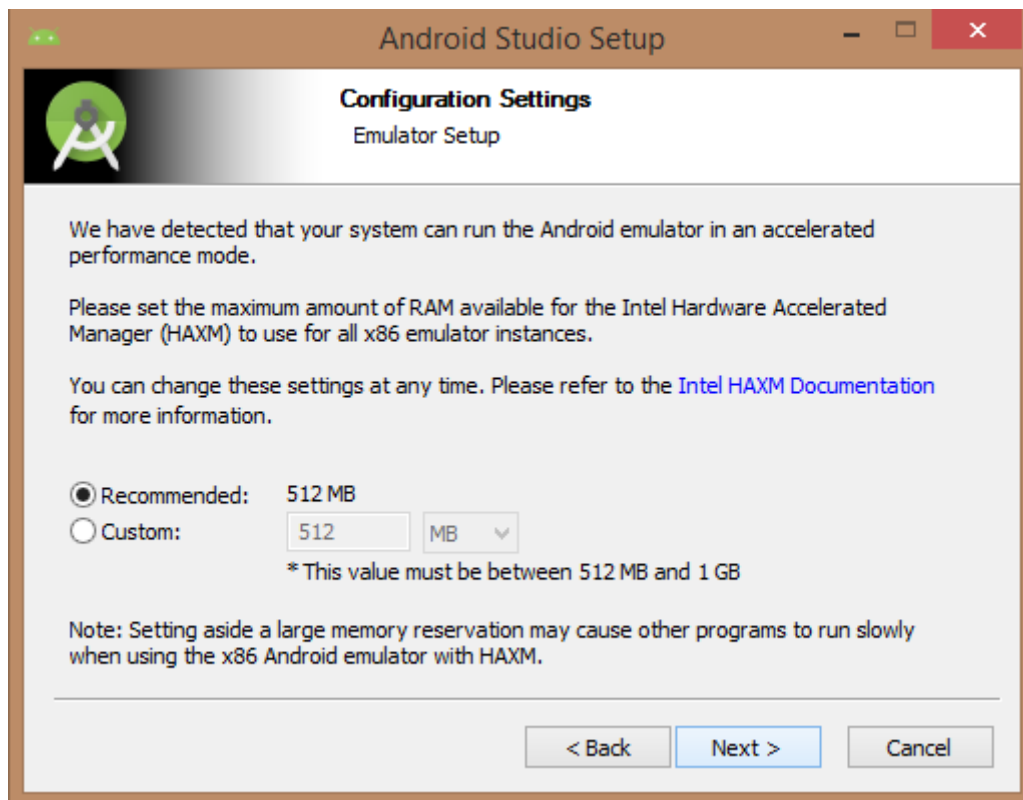 Android Studio Setup
Configuration Settings
Emulator Setup
We have detected that your system can run the Android emulator in an accelerated
performance mode.
Please set the maximum amount of RAM available for the Intel Hardware Accelerated
Manager (HAXM) to use for all x86 emulator instances.
You can change these settings at any time. Please refer to the Intel HAXM Documentation
for more information.
Recommended: 512 MB
Custom: 512 MB
* This value must be between 512 MB and 1 GB
Note: Setting aside a large memory reservation may cause other programs to run slowly
when using the x86 Android emulator with HAXM.
< Back Next > Cancel